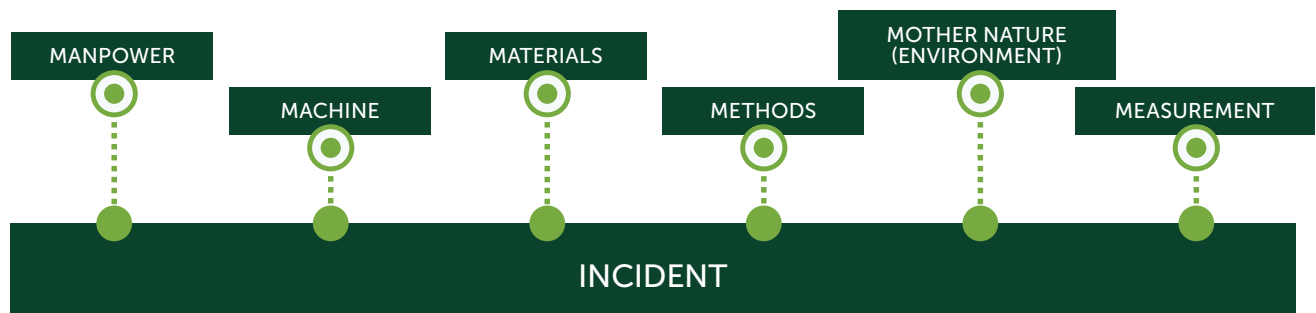 MANPOWER
MACHINE
MATERIALS
METHODS
MOTHER NATURE
(ENVIRONMENT)
MEASUREMENT
INCIDENT